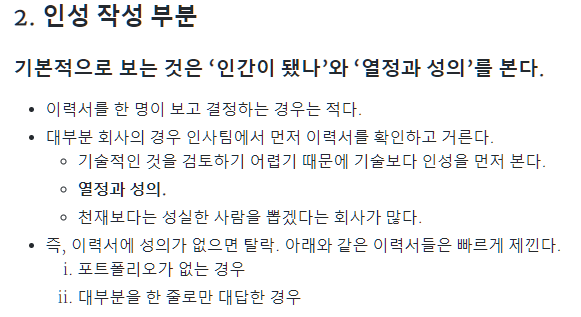 2. 인성 작성 부분
기본적으로 보는 것은 ‘인간이 됐나’와 ‘열정과 성의’를 본다.
• 이력서를 한 명이 보고 결정하는 경우는 적다.
• 대부분 회사의 경우 인사팀에서 먼저 이력서를 확인하고 거른다.
◦ 기술적인 것을 검토하기 어렵기 때문에 기술보다 인성을 먼저 본다.
◦ 열정과 성의.
◦ 천재보다는 성실한 사람을 뽑겠다는 회사가 많다.
• 즉, 이력서에 성의가 없으면 탈락. 아래와 같은 이력서들은 빠르게 제낀다.
i. 포트폴리오가 없는 경우
ii. 대부분을 한 줄로만 대답한 경우